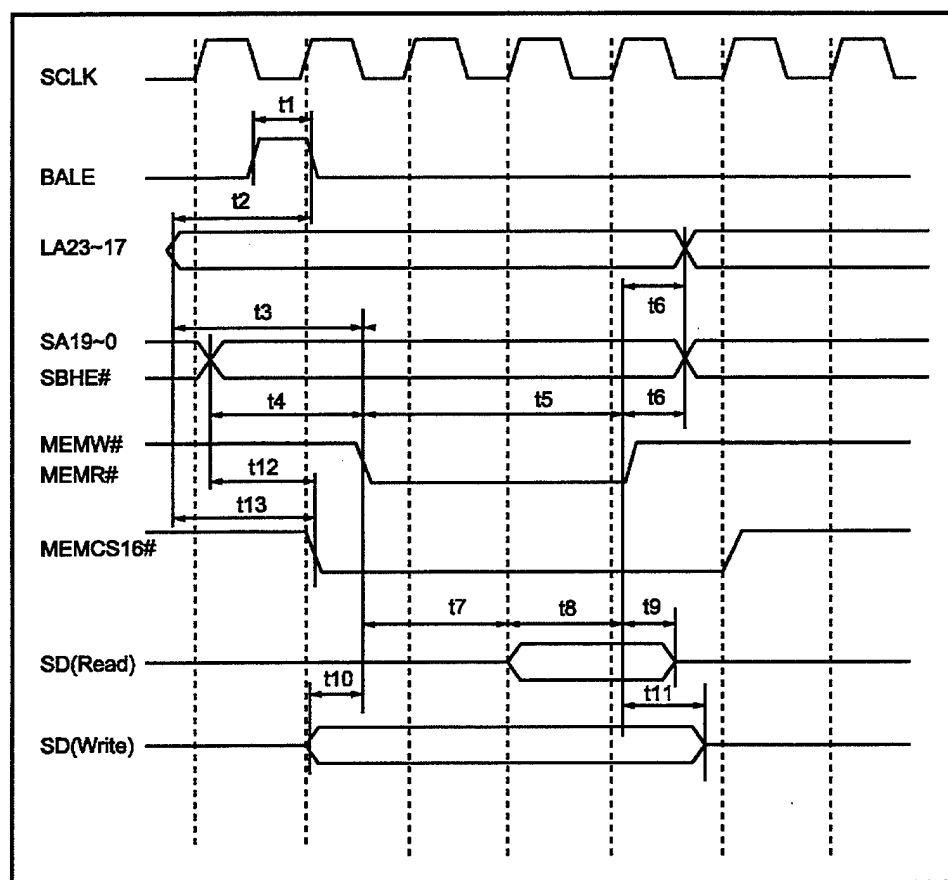 SCLK
t1
BALE
t2
LA23~17
t6
t3
SA19~0
SBHE#
t4 t5 t6
MEMW#
MEMR#
t12
t13
MEMCS16#
t7 t8 t9
SD(Read)
t10 t11
SD(Write)